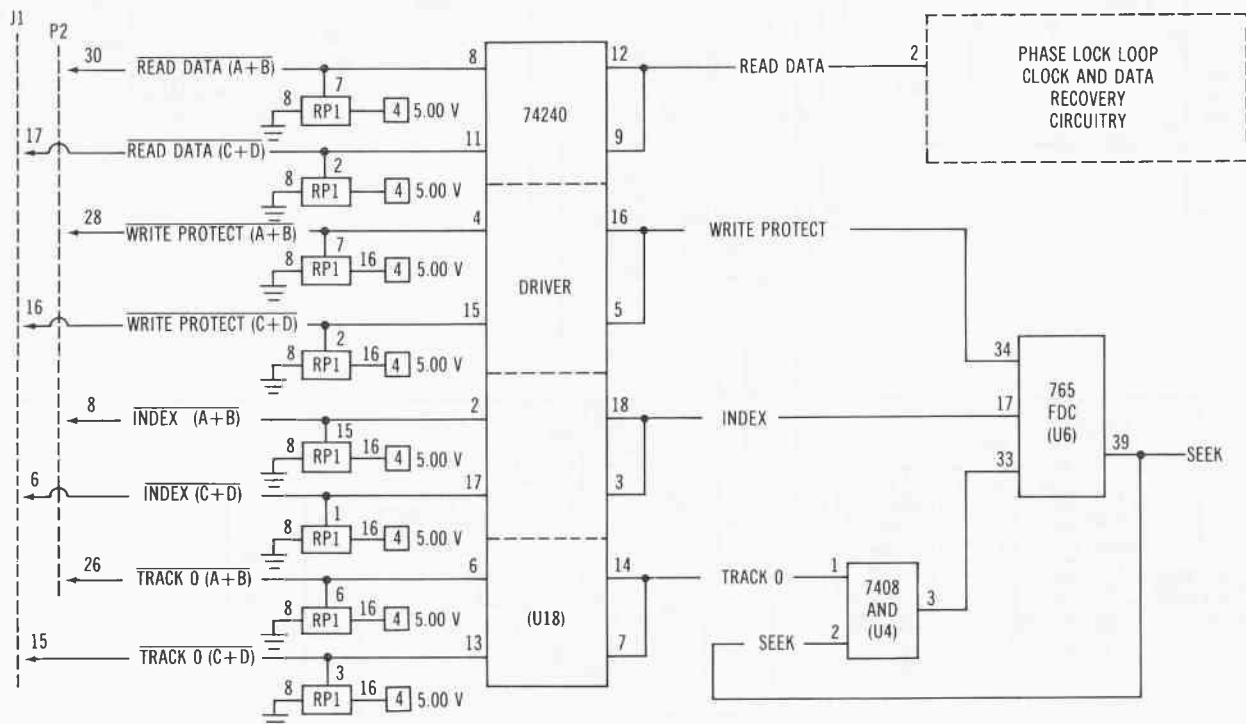 J1
P2
30 READ DATA (A+B) 8
7
8 RP1 4 5.00 V
17 READ DATA (C+D) 11
2
8 RP1 4 5.00 V
28 WRITE PROTECT (A+B) 4
7
8 RP1 16 4 5.00 V
16 WRITE PROTECT (C+D) 15
2
8 RP1 16 4 5.00 V
8 INDEX (A+B) 2
15
8 RP1 16 4 5.00 V
6 INDEX (C+D) 17
1
8 RP1 16 4 5.00 V
26 TRACK 0 (A+B) 6
6
8 RP1 16 4 5.00 V
15 TRACK 0 (C+D) 13
3
8 RP1 16 4 5.00 V
74240
DRIVER
(U18)
12 READ DATA 2
9
16 WRITE PROTECT 34
5
18 INDEX 17
3
14 TRACK 0 1
7
SEEK 2
PHASE LOCK LOOP
CLOCK AND DATA
RECOVERY
CIRCUITRY
7408
AND
(U4)
3
33
765
FDC
(U6)
39 SEEK